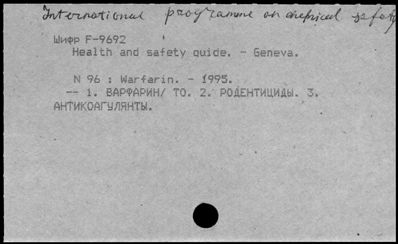 International programme on chemical safety
Шифр F-9692
Health and safety guide. - Geneva.
N 96 : Warfarin. - 1995.
-- 1. ВАРФАРИН/ ТО. 2. РОДЕНТИЦИДЫ. 3.
АНТИКОАГУЛЯНТЫ.